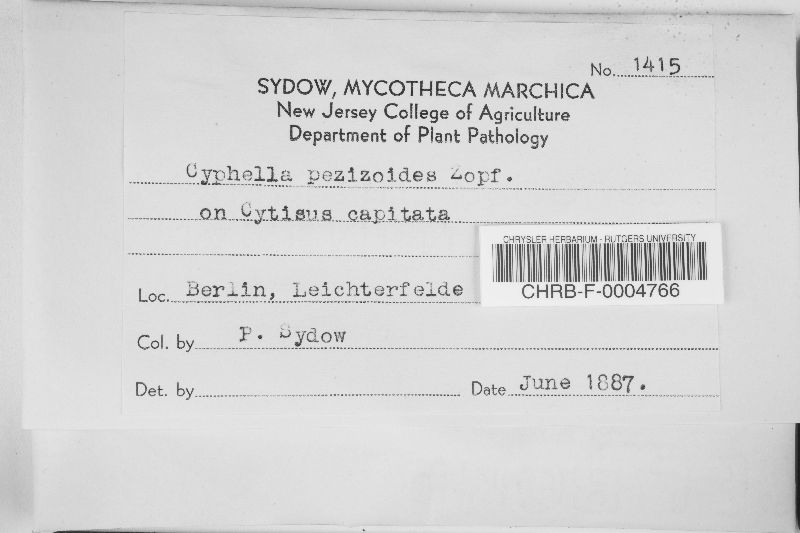 No. 1415
SYDOW, MYCOTHECA MARCHICA
New Jersey College of Agriculture
Department of Plant Pathology
Cyphella pezizoides Zopf.
on Cytisus capitata
CHRYSLER HERBARIUM - RUTGERS UNIVERSITY
CHRB-F-0004766
Loc. Berlin, Leichterfelde
Col. by P. Sydow
Det. by
Date June 1887.